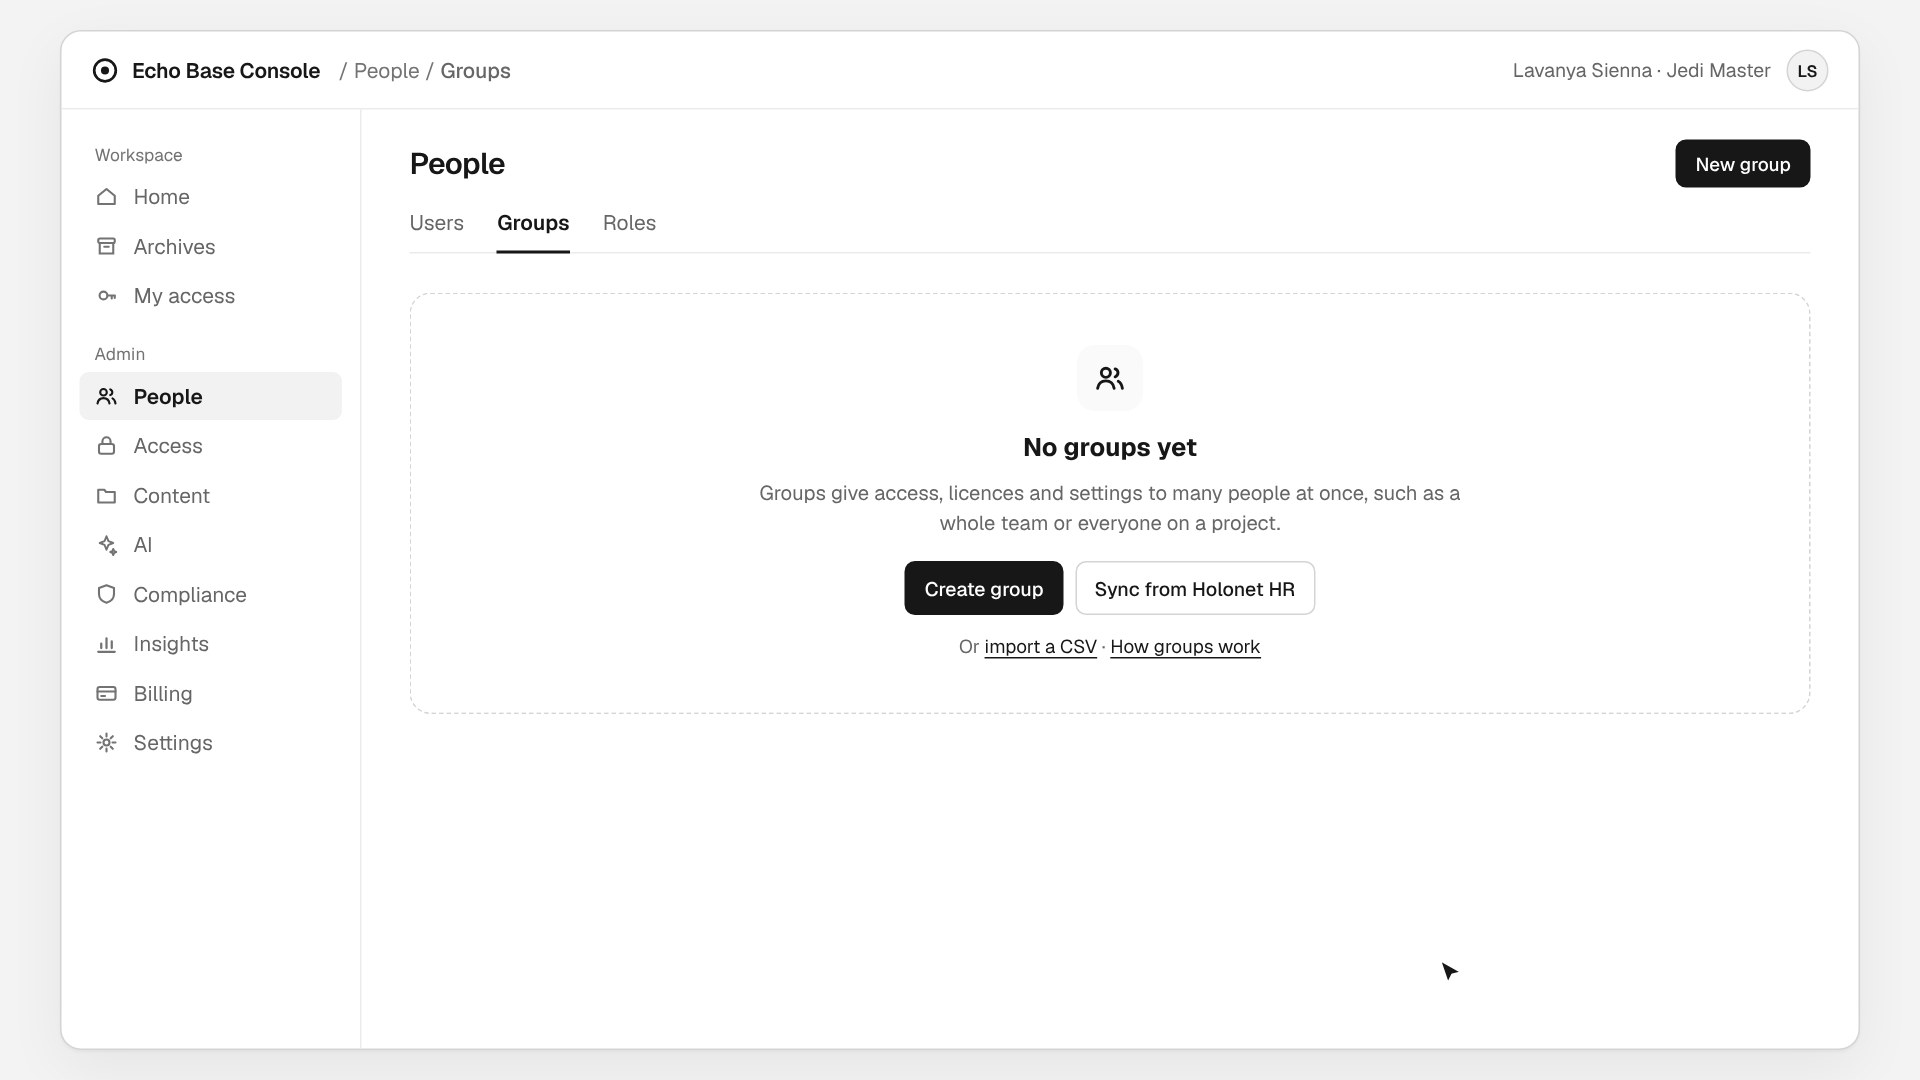 Echo Base Console / People / Groups
Lavanya Sienna · Jedi Master LS
Workspace
Home
Archives
My access
Admin
People
Access
Content
AI
Compliance
Insights
Billing
Settings
People
New group
Users Groups Roles
No groups yet
Groups give access, licences and settings to many people at once, such as a
whole team or everyone on a project.
Create group Sync from Holonet HR
Or import a CSV · How groups work